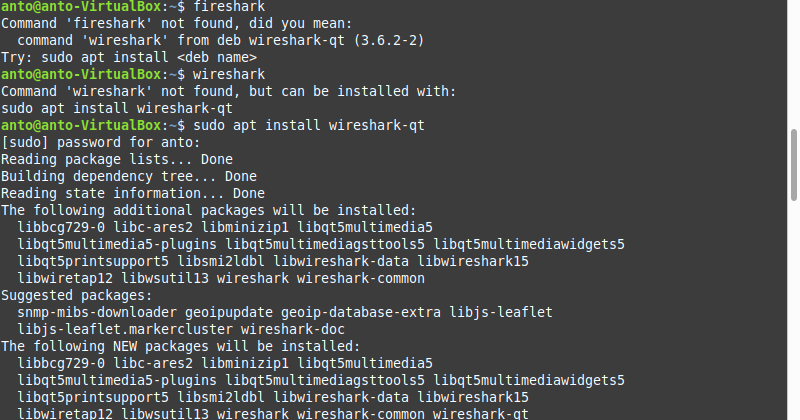 anto@anto-VirtualBox:~$ fireshark
Command 'fireshark' not found, did you mean:
  command 'wireshark' from deb wireshark-qt (3.6.2-2)
Try: sudo apt install <deb name>
anto@anto-VirtualBox:~$ wireshark
Command 'wireshark' not found, but can be installed with:
sudo apt install wireshark-qt
anto@anto-VirtualBox:~$ sudo apt install wireshark-qt
[sudo] password for anto:
Reading package lists... Done
Building dependency tree... Done
Reading state information... Done
The following additional packages will be installed:
  libbcg729-0 libc-ares2 libminizip1 libqt5multimedia5
  libqt5multimedia5-plugins libqt5multimediagsttools5 libqt5multimediawidgets5
  libqt5printsupport5 libsmi2ldbl libwireshark-data libwireshark15
  libwiretap12 libwsutil13 wireshark wireshark-common
Suggested packages:
  snmp-mibs-downloader geoipupdate geoip-database-extra libjs-leaflet
  libjs-leaflet.markercluster wireshark-doc
The following NEW packages will be installed:
  libbcg729-0 libc-ares2 libminizip1 libqt5multimedia5
  libqt5multimedia5-plugins libqt5multimediagsttools5 libqt5multimediawidgets5
  libqt5printsupport5 libsmi2ldbl libwireshark-data libwireshark15
  libwiretap12 libwsutil13 wireshark wireshark-common wireshark-qt